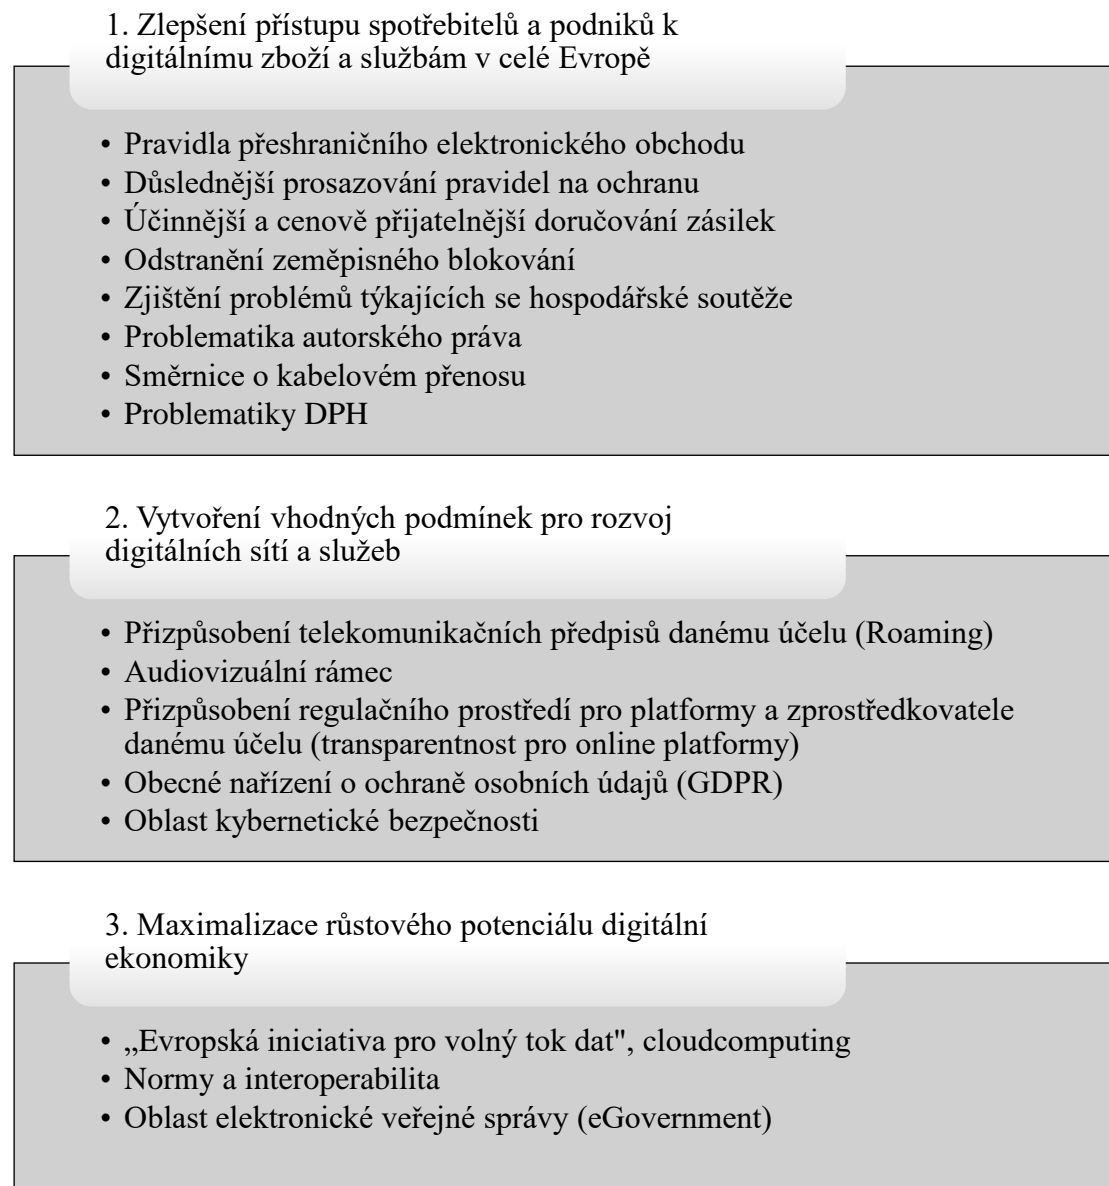 1. Zlepšení přístupu spotřebitelů a podniků k
digitálnímu zboží a službám v celé Evropě
• Pravidla přeshraničního elektronického obchodu
• Důslednější prosazování pravidel na ochranu
• Účinnější a cenově přijatelnější doručování zásilek
• Odstranění zeměpisného blokování
• Zjištění problémů týkajících se hospodářské soutěže
• Problematika autorského práva
• Směrnice o kabelovém přenosu
• Problematiky DPH
2. Vytvoření vhodných podmínek pro rozvoj
digitálních sítí a služeb
• Přizpůsobení telekomunikačních předpisů danému účelu (Roaming)
• Audiovizuální rámec
• Přizpůsobení regulačního prostředí pro platformy a zprostředkovatele
danému účelu (transparentnost pro online platformy)
• Obecné nařízení o ochraně osobních údajů (GDPR)
• Oblast kybernetické bezpečnosti
3. Maximalizace růstového potenciálu digitální
ekonomiky
• „Evropská iniciativa pro volný tok dat", cloudcomputing
• Normy a interoperabilita
• Oblast elektronické veřejné správy (eGovernment)